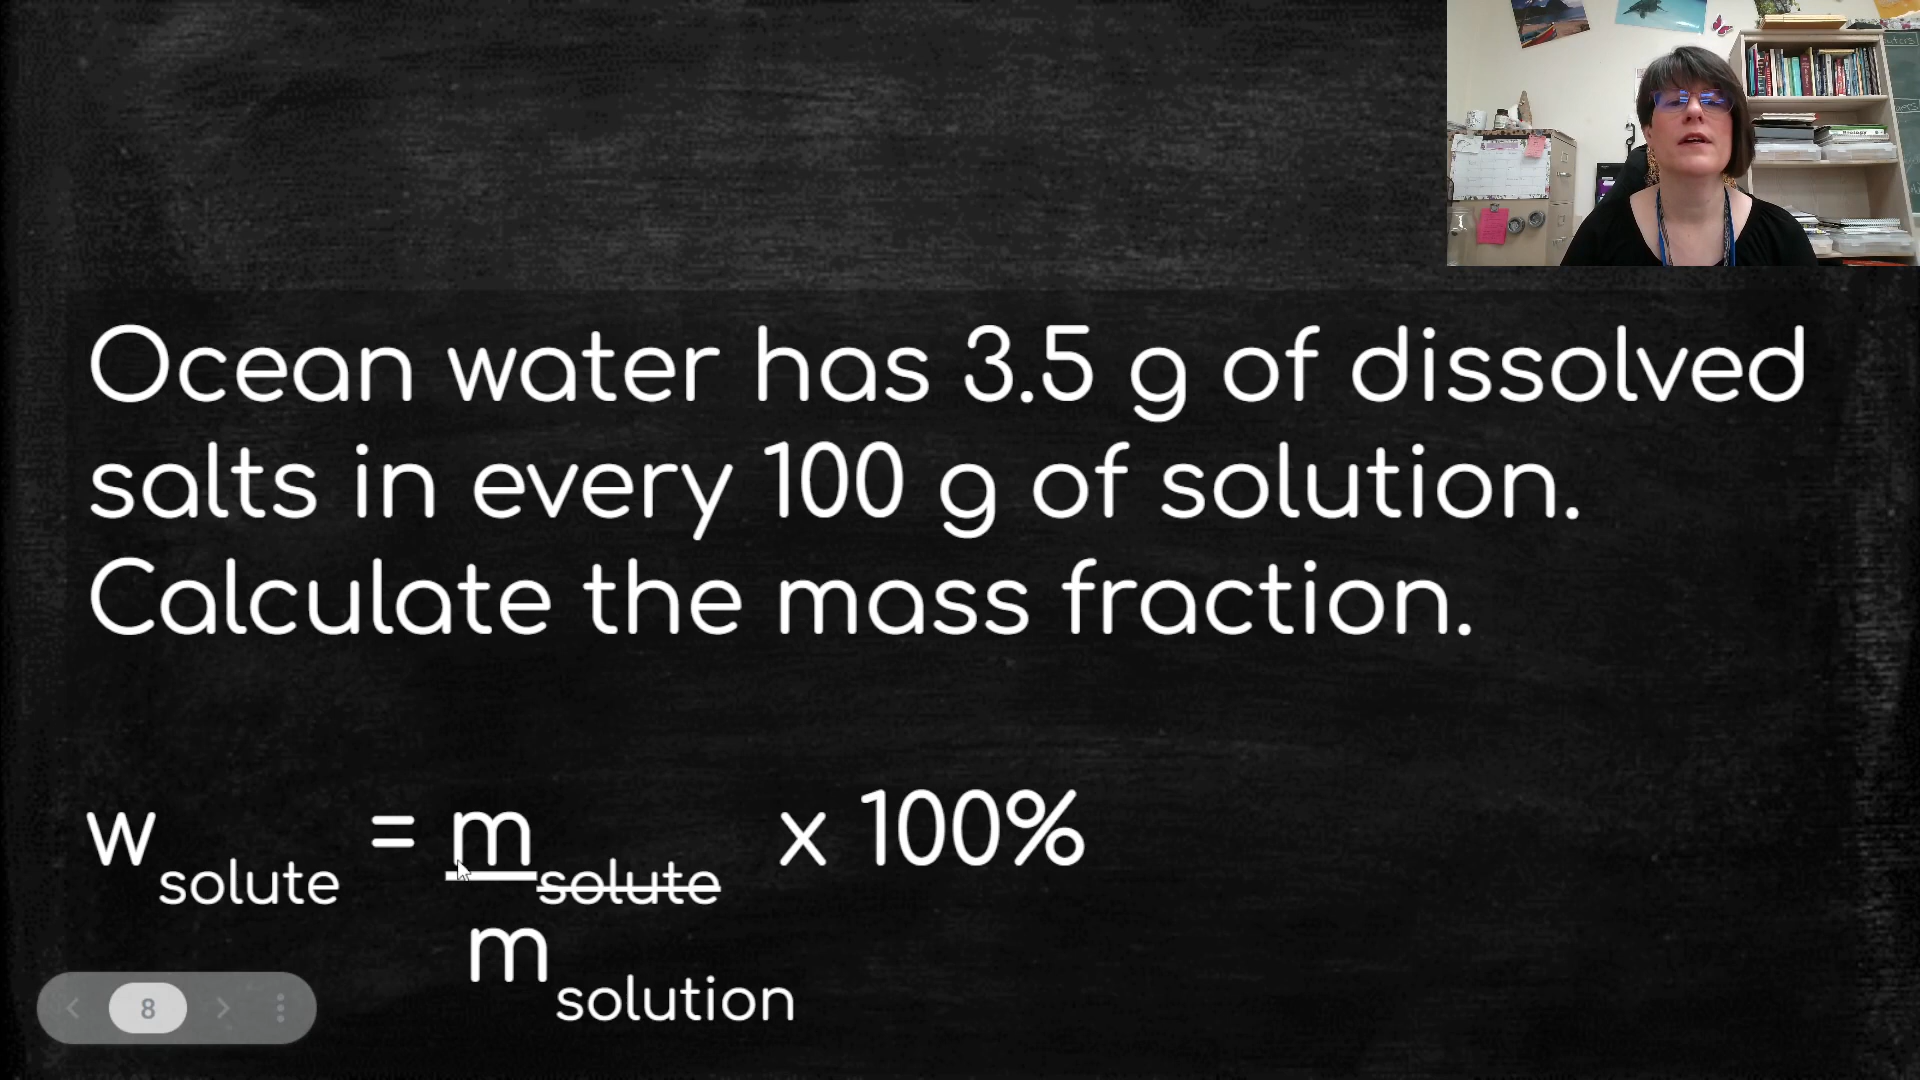 Ocean water has 3.5 g of dissolved
salts in every 100 g of solution.
Calculate the mass fraction.
w solute = m solute x 100%
m solution
8
Biology